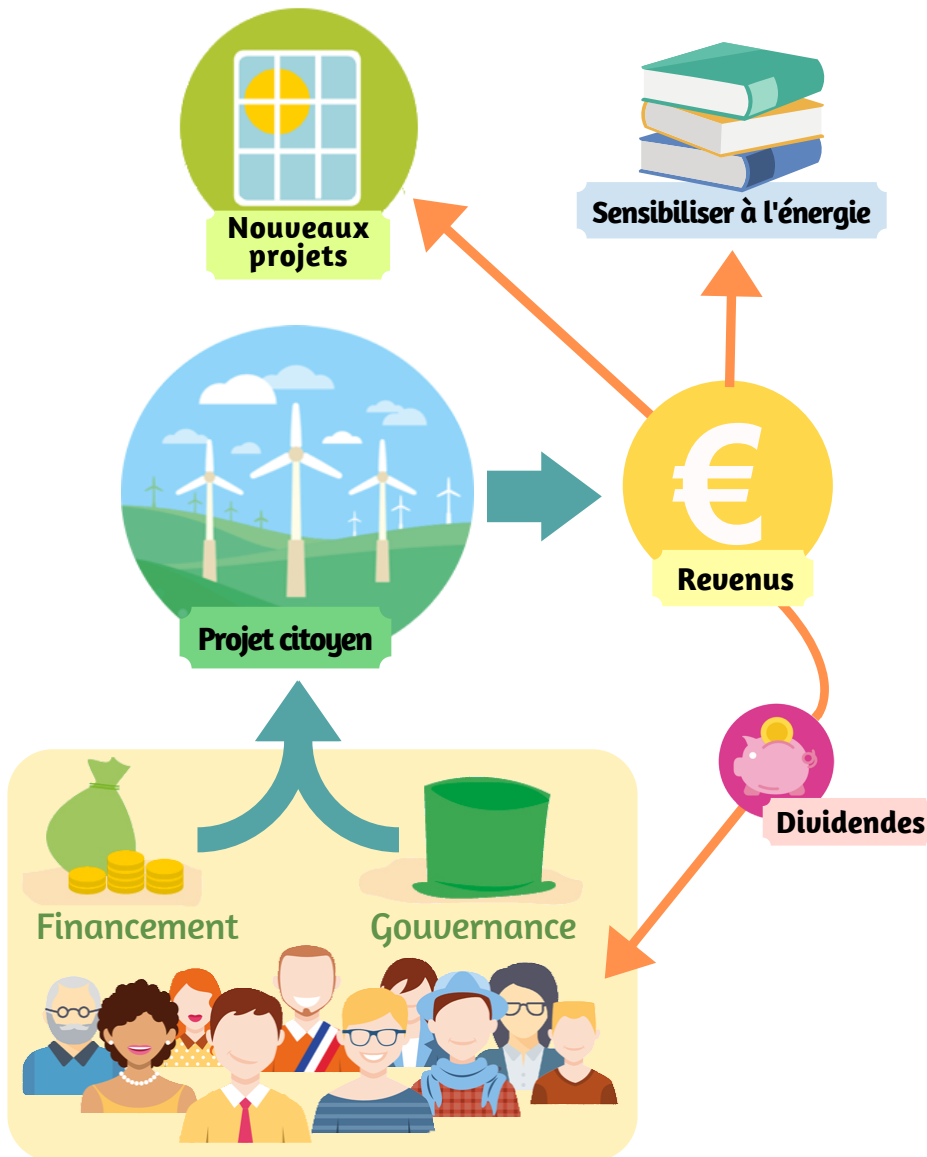 Nouveaux
projets
Sensibiliser à l'énergie
€
Revenus
Projet citoyen
Dividendes
Financement
Gouvernance